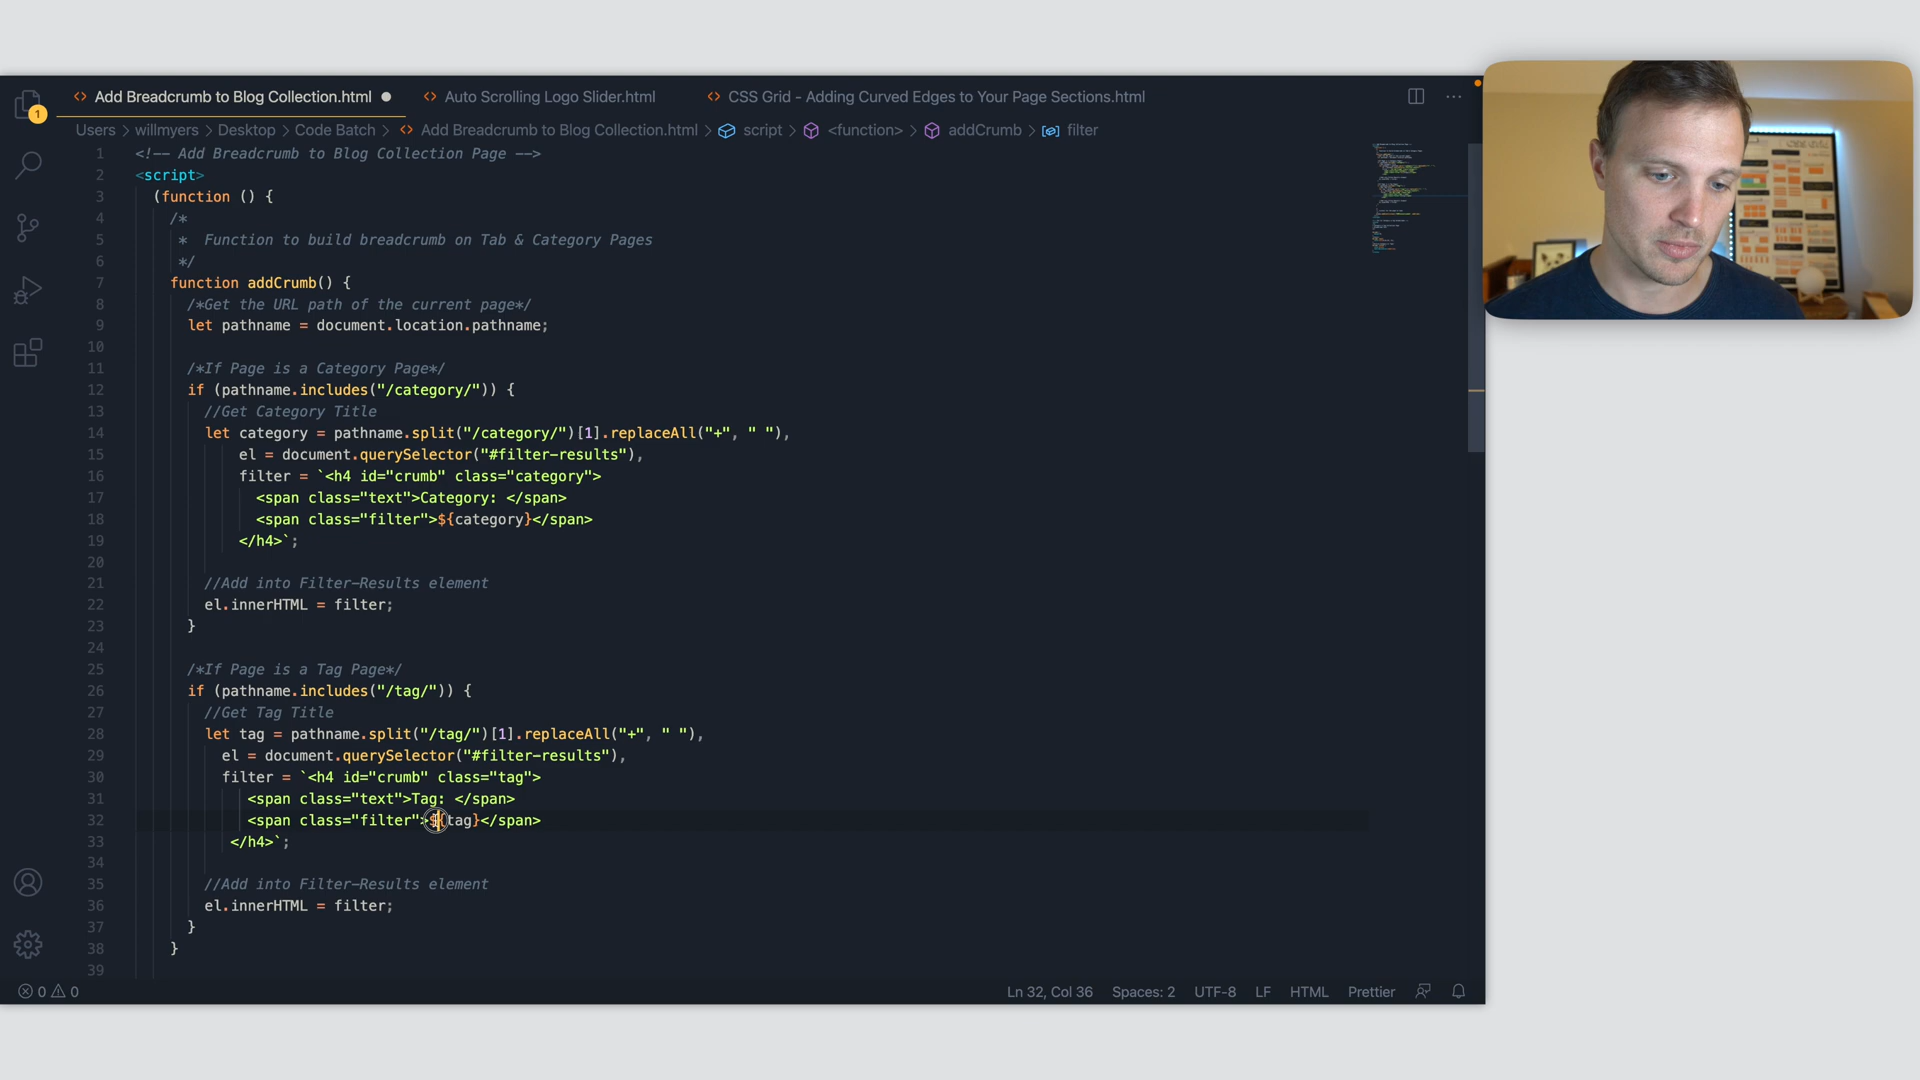 Add Breadcrumb to Blog Collection.html
Auto Scrolling Logo Slider.html
CSS Grid - Adding Curved Edges to Your Page Sections.html
1
Users > willmyers > Desktop > Code Batch > Add Breadcrumb to Blog Collection.html > script > <function> > addCrumb > filter
1 <!-- Add Breadcrumb to Blog Collection Page -->
2 <script>
3 (function () {
4 /*
5 * Function to build breadcrumb on Tab & Category Pages
6 */
7 function addCrumb() {
8 /*Get the URL path of the current page*/
9 let pathname = document.location.pathname;
10
11 /*If Page is a Category Page*/
12 if (pathname.includes("/category/")) {
13 //Get Category Title
14 let category = pathname.split("/category/")[1].replaceAll("+", " "),
15 el = document.querySelector("#filter-results"),
16 filter = `<h4 id="crumb" class="category">
17 <span class="text">Category: </span>
18 <span class="filter">${category}</span>
19 </h4>`;
20
21 //Add into Filter-Results element
22 el.innerHTML = filter;
23 }
24
25 /*If Page is a Tag Page*/
26 if (pathname.includes("/tag/")) {
27 //Get Tag Title
28 let tag = pathname.split("/tag/")[1].replaceAll("+", " "),
29 el = document.querySelector("#filter-results"),
30 filter = `<h4 id="crumb" class="tag">
31 <span class="text">Tag: </span>
32 <span class="filter">${tag}</span>
33 </h4>`;
34
35 //Add into Filter-Results element
36 el.innerHTML = filter;
37 }
38 }
39
0 0 Ln 32, Col 36 Spaces: 2 UTF-8 LF HTML Prettier